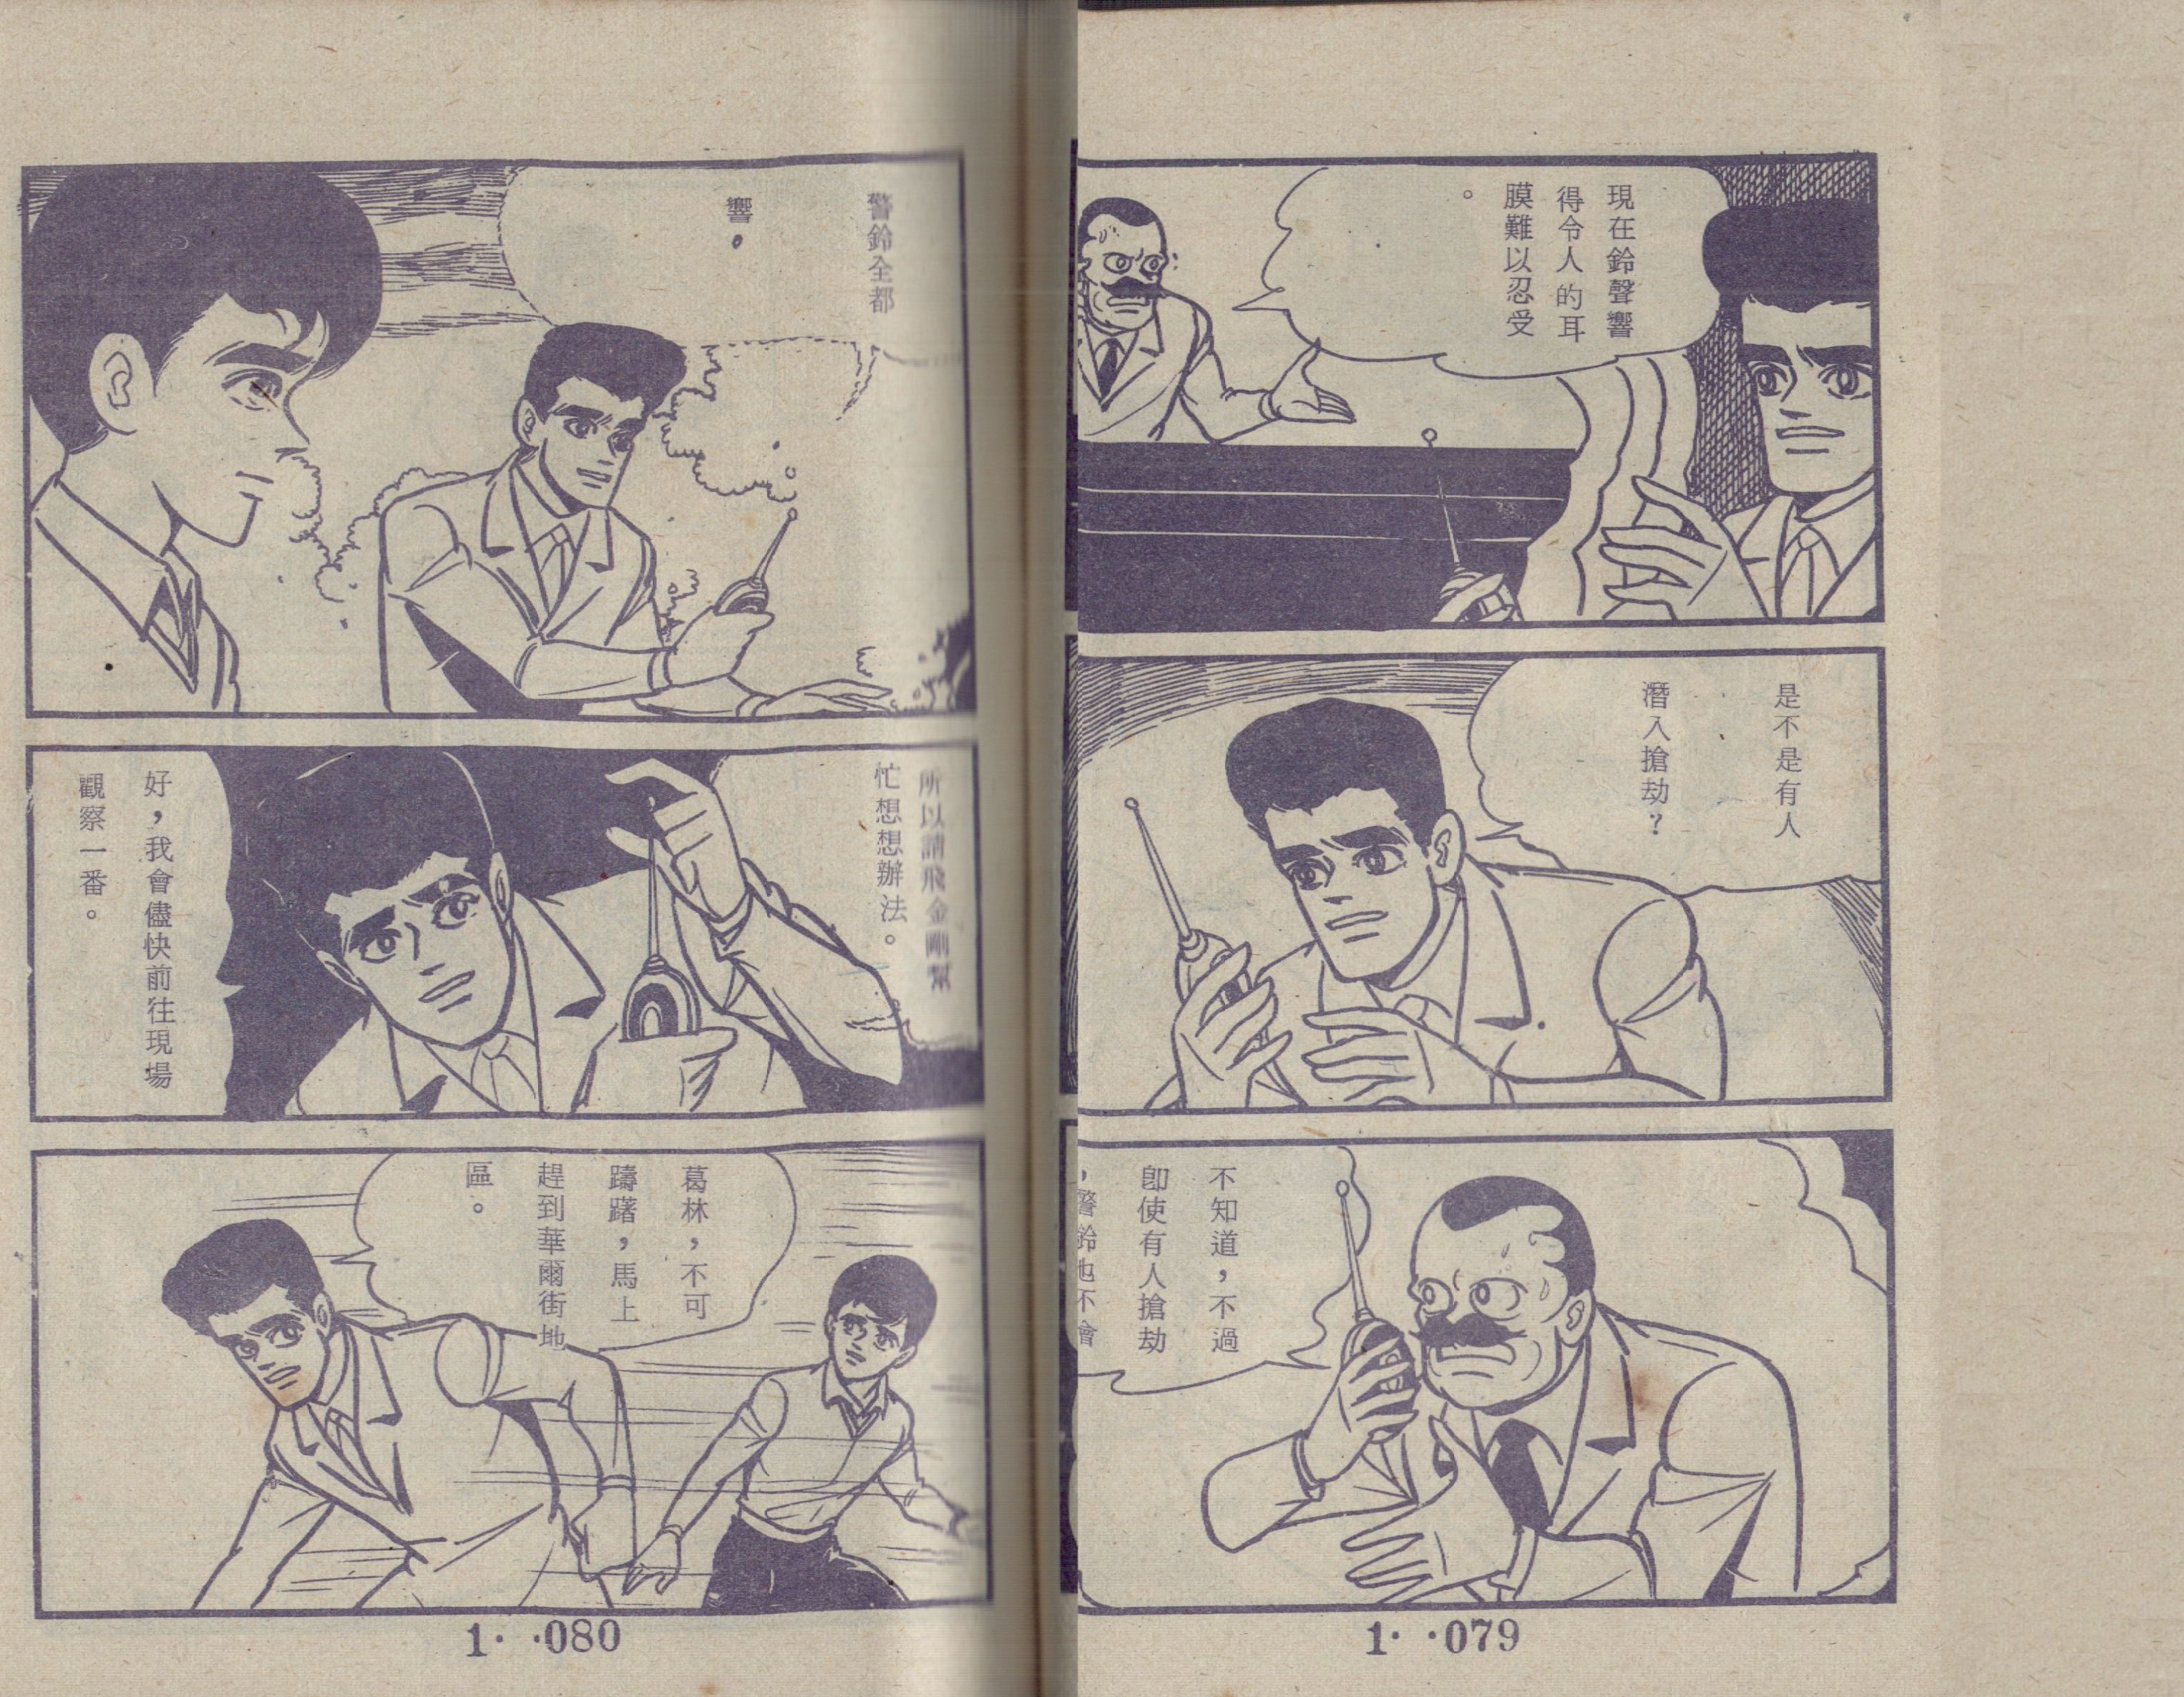 現在鈴聲響
得令人的耳
膜難以忍受
。
是不是有人
潛入搶劫？
不知道，不過
卽使有人搶劫
，警鈴也不會
1··079
警鈴全都
響。
所以請飛金剛幫
忙想想辦法。
好，我會儘快前往現場
觀察一番。
葛林，不可
躊躇，馬上
趕到華爾街地
區。
1··080